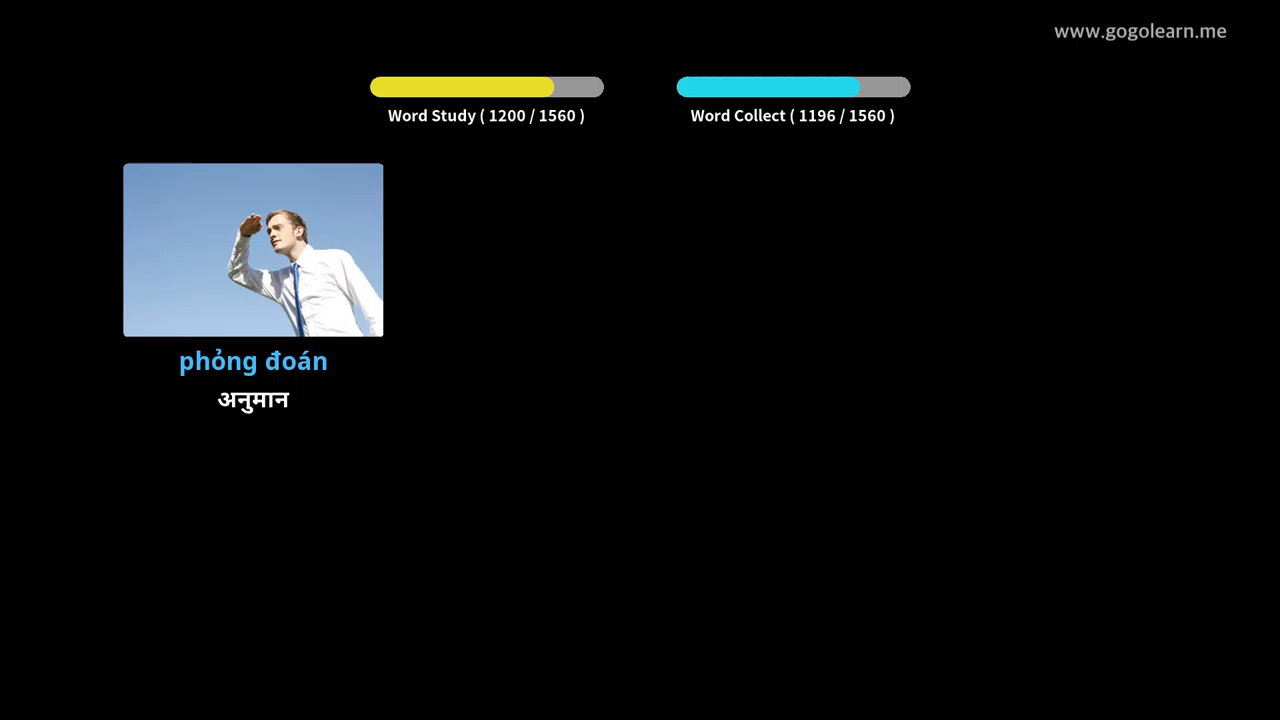 www.gogolearn.me
Word Study ( 1200 / 1560 )
Word Collect ( 1196 / 1560 )
phỏng đoán
अनुमान